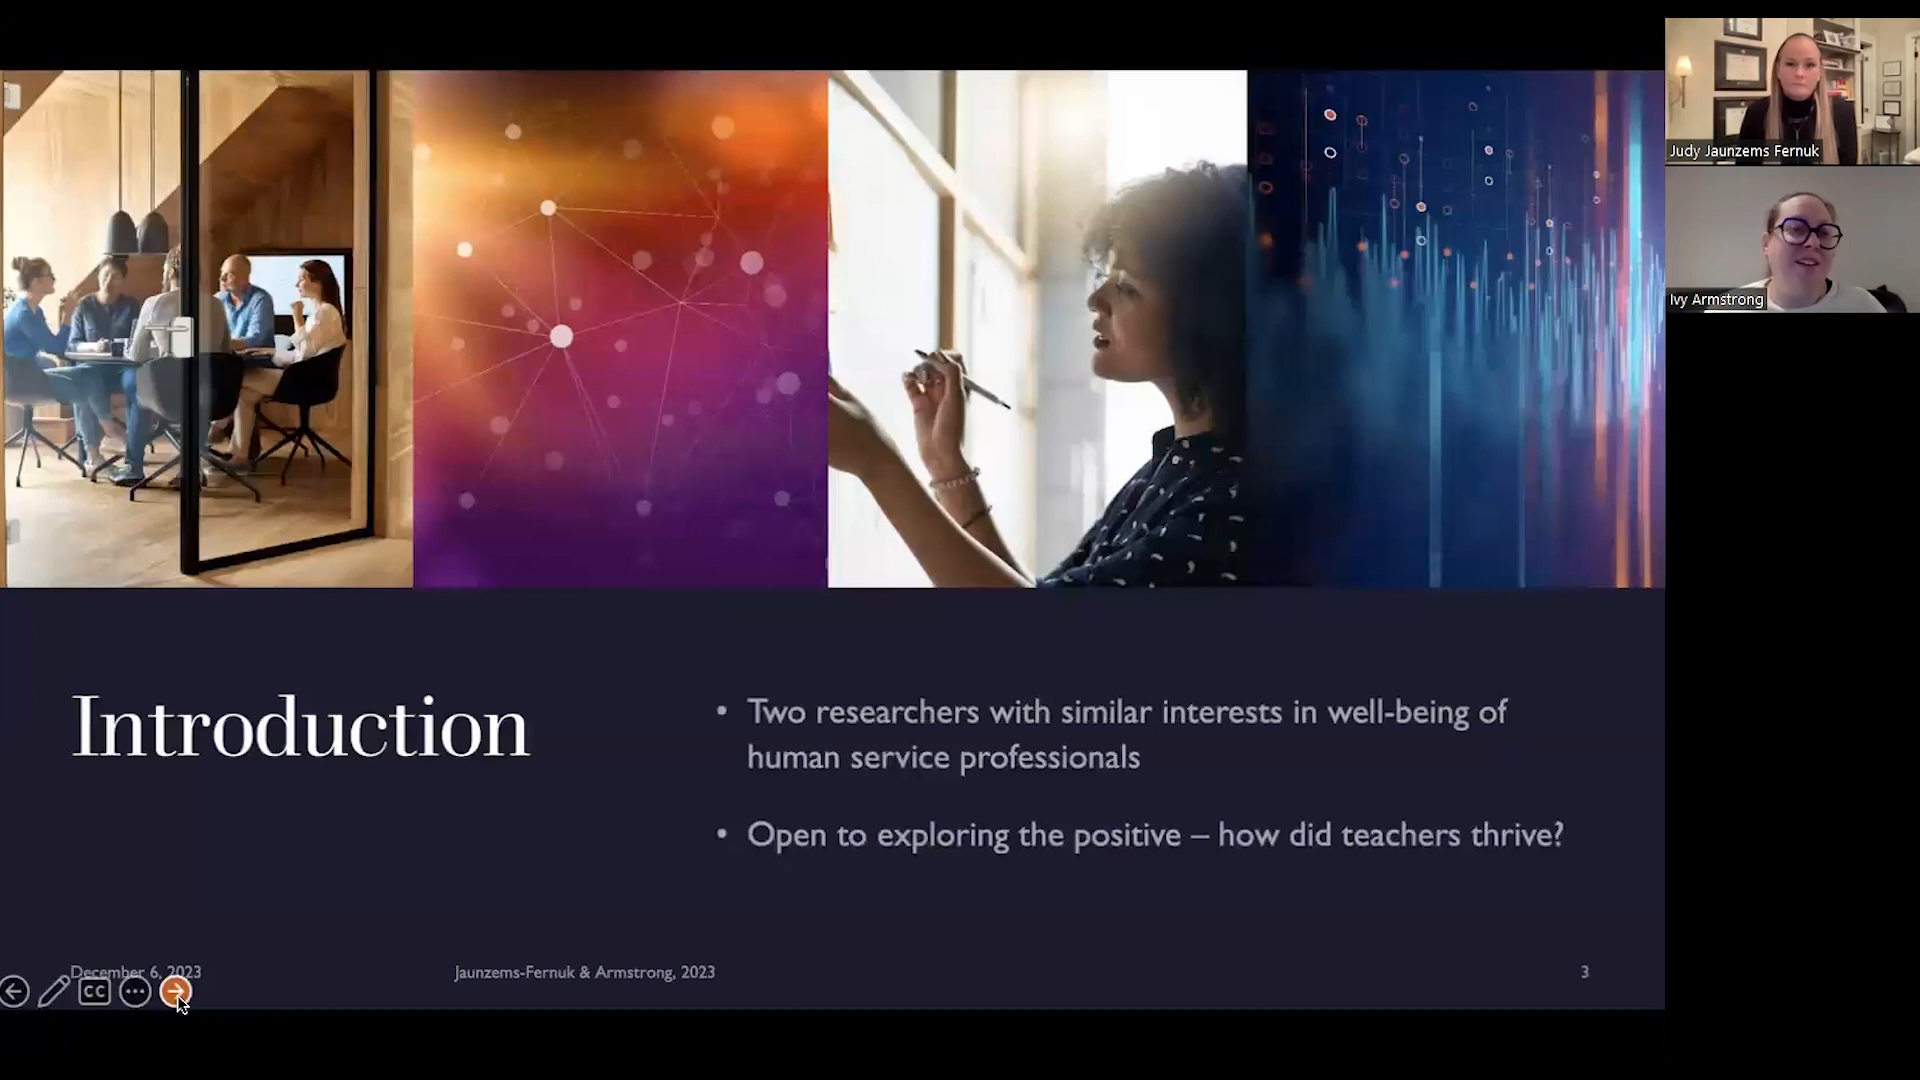 Judy Jaunzems Fernuk
Ivy Armstrong
Introduction
• Two researchers with similar interests in well-being of
human service professionals
• Open to exploring the positive – how did teachers thrive?
December 6, 2023
Jaunzems-Fernuk & Armstrong, 2023
3
CC